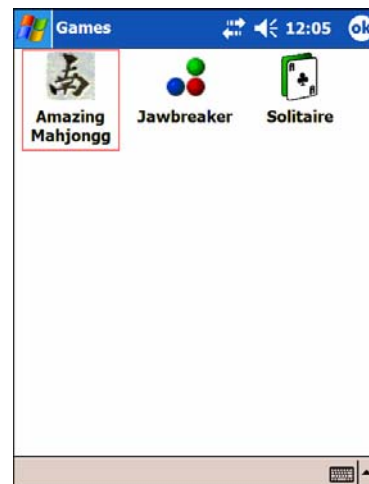 Games 12:05 ok
南
Amazing Mahjongg
Jawbreaker
Solitaire